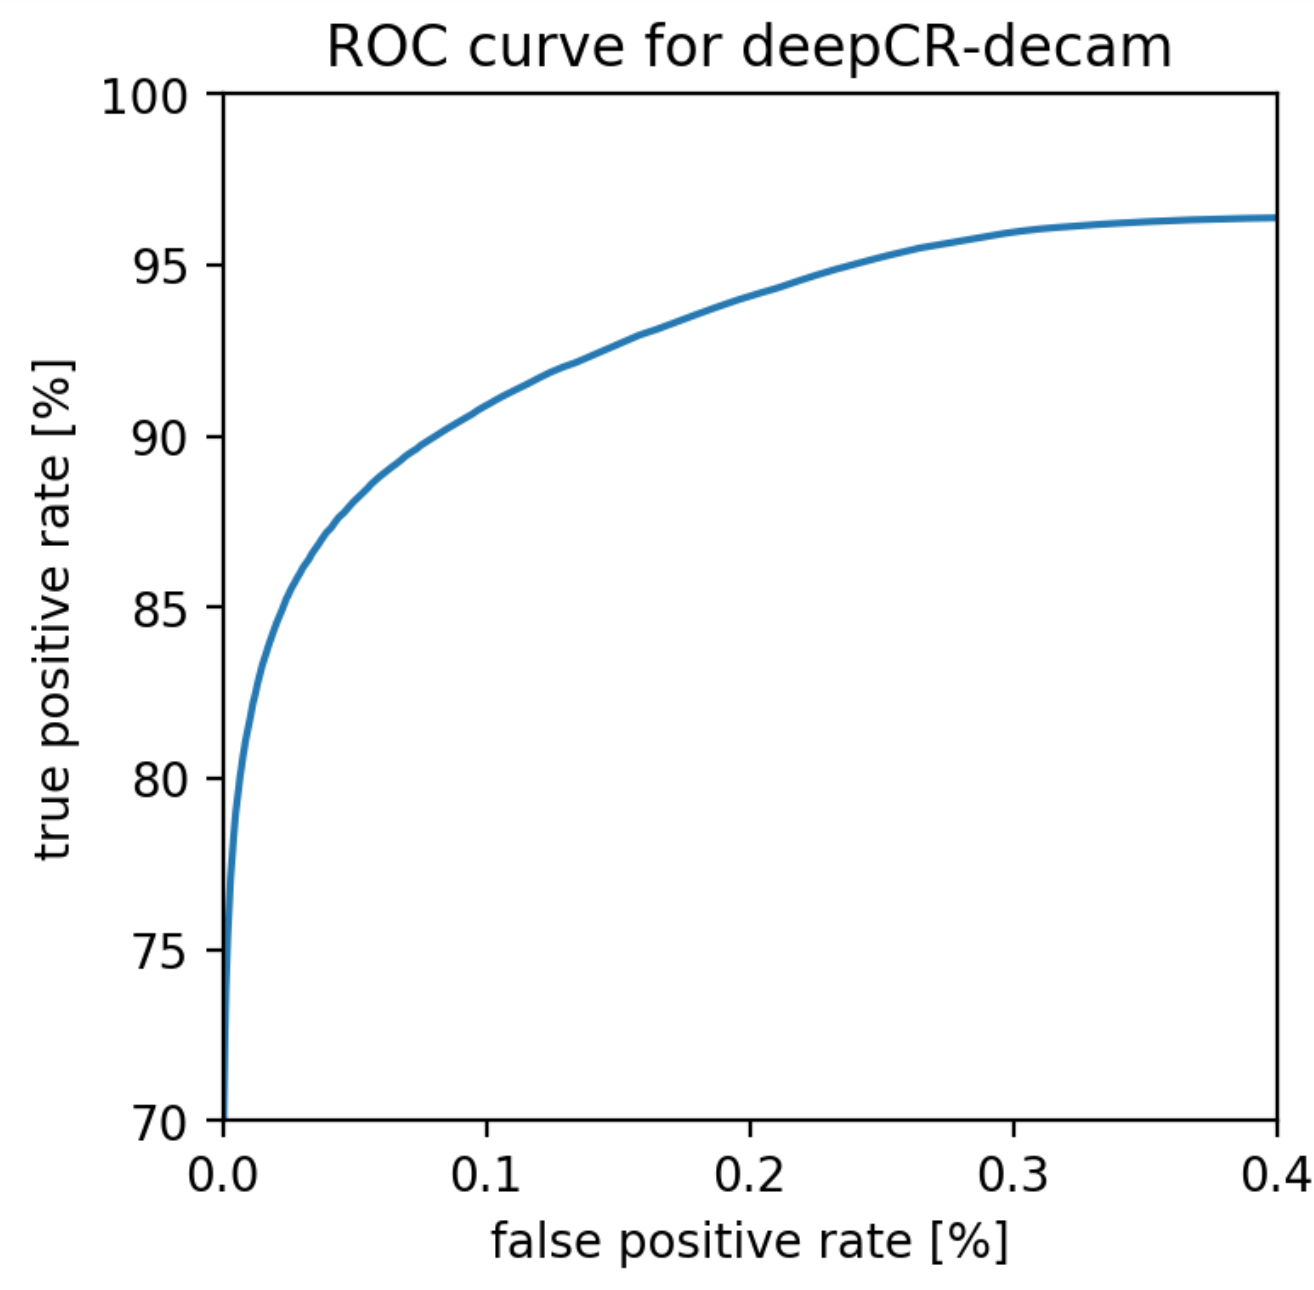 ROC curve for deepCR-decam
100
95
90
85
80
75
70
true positive rate [%]
0.0 0.1 0.2 0.3 0.4
false positive rate [%]